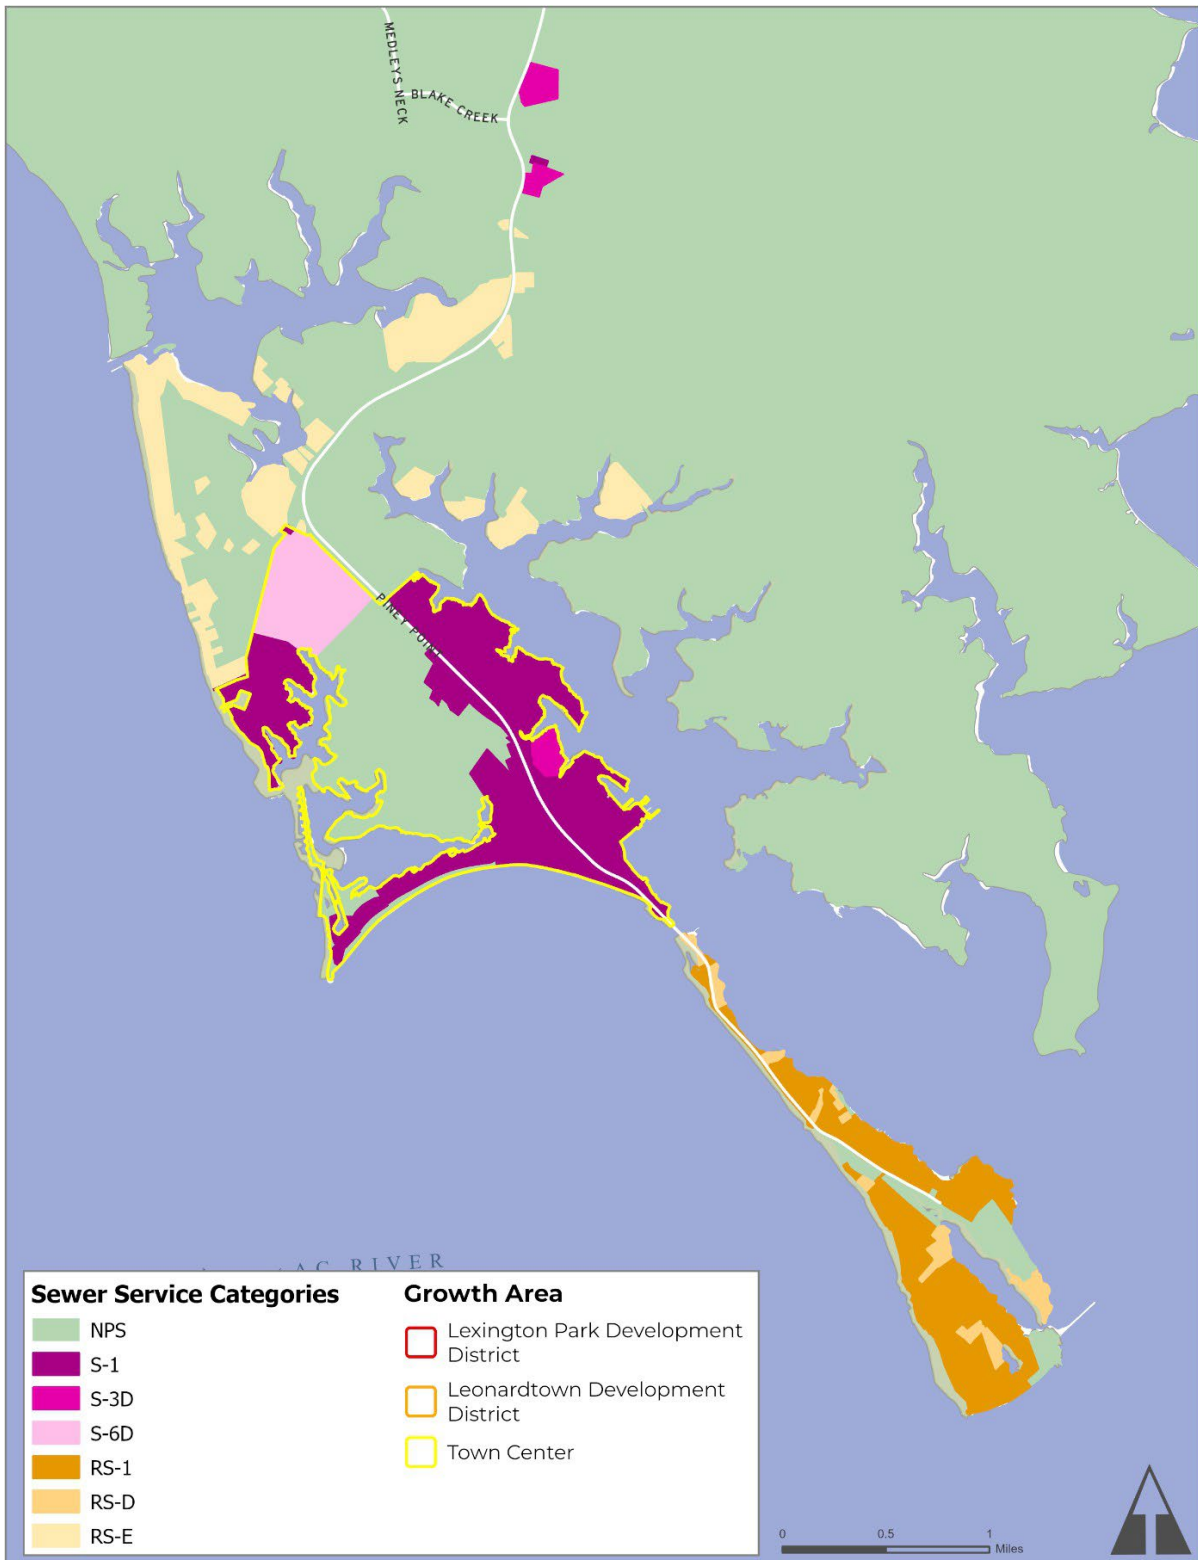 MEDLEYS NECK
BLAKE CREEK
PINEY POINT
RIVER
Sewer Service Categories
NPS
S-1
S-3D
S-6D
RS-1
RS-D
RS-E
Growth Area
Lexington Park Development
District
Leonardtown Development
District
Town Center
0 0.5 1
Miles